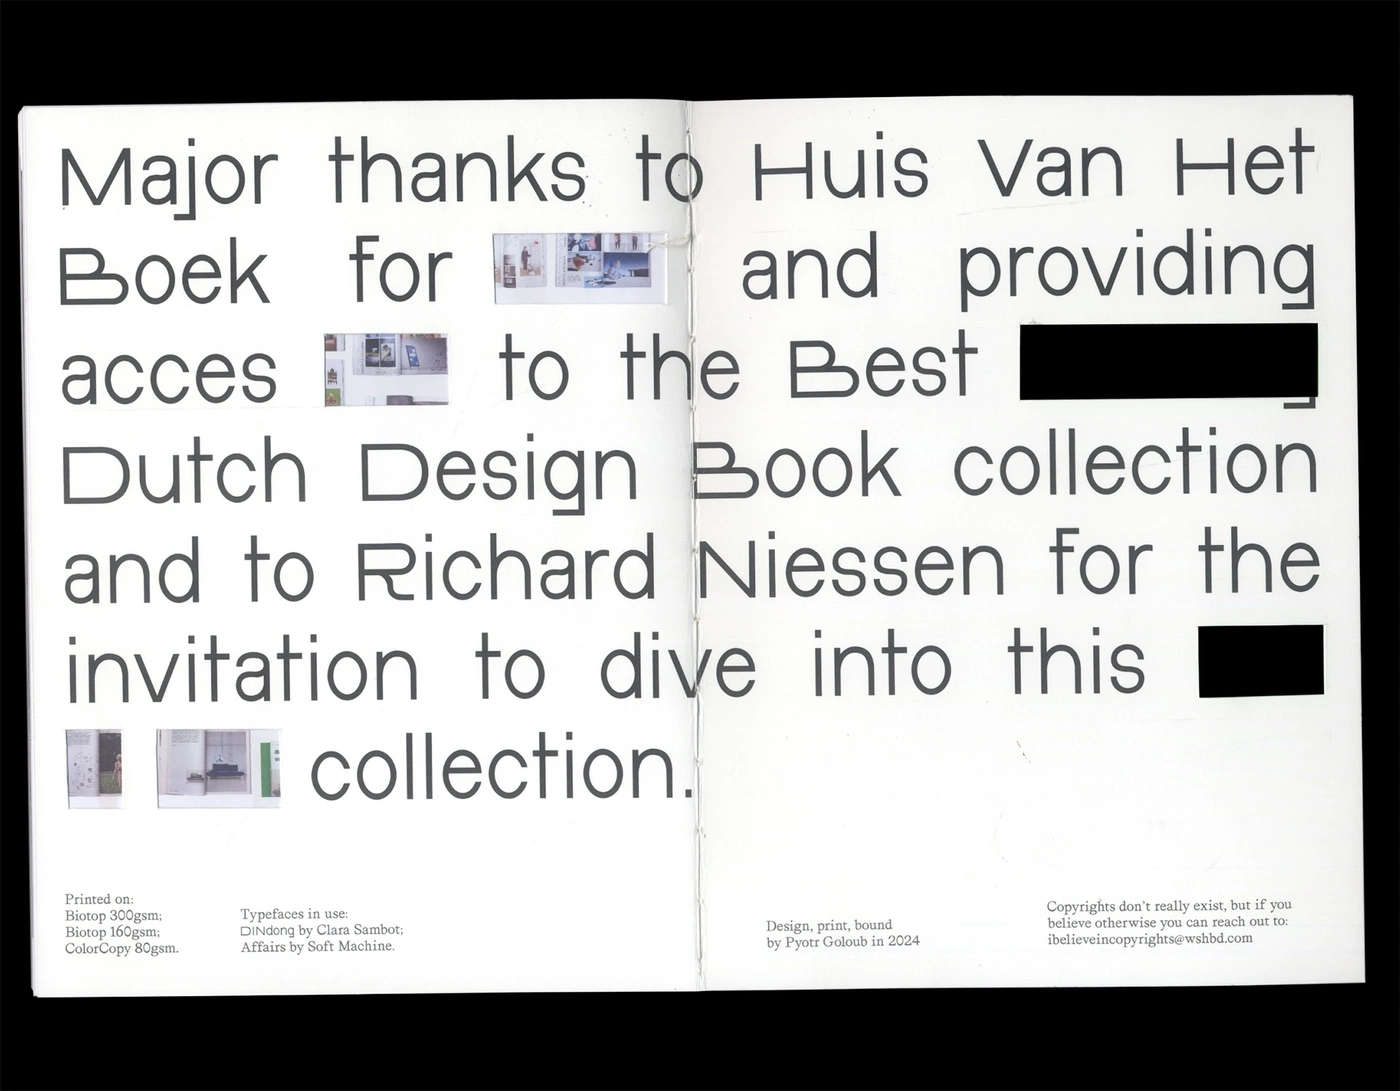 Major thanks to Huis Van Het
Boek for and providing
acces to the Best
Dutch Design Book collection
and to Richard Niessen for the
invitation to dive into this
collection.
Printed on:
Biotop 300gsm;
Biotop 160gsm;
ColorCopy 80gsm.
Typefaces in use:
DINdong by Clara Sambot;
Affairs by Soft Machine.
Design, print, bound
by Pyotr Goloub in 2024
Copyrights don't really exist, but if you
believe otherwise you can reach out to:
ibelieveincopyrights@wshbd.com